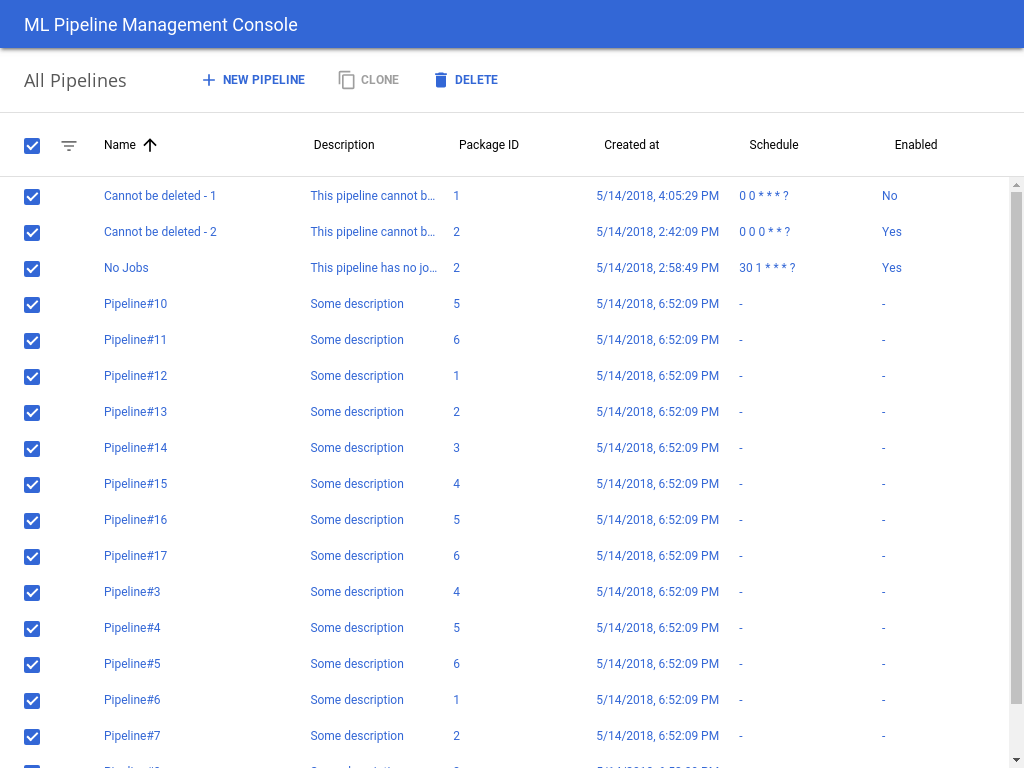 ML Pipeline Management Console
All Pipelines NEW PIPELINE CLONE DELETE
Name Description Package ID Created at Schedule Enabled
Cannot be deleted - 1 This pipeline cannot b... 1 5/14/2018, 4:05:29 PM 0 0 * * * ? No
Cannot be deleted - 2 This pipeline cannot b... 2 5/14/2018, 2:42:09 PM 0 0 0 * * ? Yes
No Jobs This pipeline has no jo... 2 5/14/2018, 2:58:49 PM 30 1 * * * ? Yes
Pipeline#10 Some description 5 5/14/2018, 6:52:09 PM - -
Pipeline#11 Some description 6 5/14/2018, 6:52:09 PM - -
Pipeline#12 Some description 1 5/14/2018, 6:52:09 PM - -
Pipeline#13 Some description 2 5/14/2018, 6:52:09 PM - -
Pipeline#14 Some description 3 5/14/2018, 6:52:09 PM - -
Pipeline#15 Some description 4 5/14/2018, 6:52:09 PM - -
Pipeline#16 Some description 5 5/14/2018, 6:52:09 PM - -
Pipeline#17 Some description 6 5/14/2018, 6:52:09 PM - -
Pipeline#3 Some description 4 5/14/2018, 6:52:09 PM - -
Pipeline#4 Some description 5 5/14/2018, 6:52:09 PM - -
Pipeline#5 Some description 6 5/14/2018, 6:52:09 PM - -
Pipeline#6 Some description 1 5/14/2018, 6:52:09 PM - -
Pipeline#7 Some description 2 5/14/2018, 6:52:09 PM - -